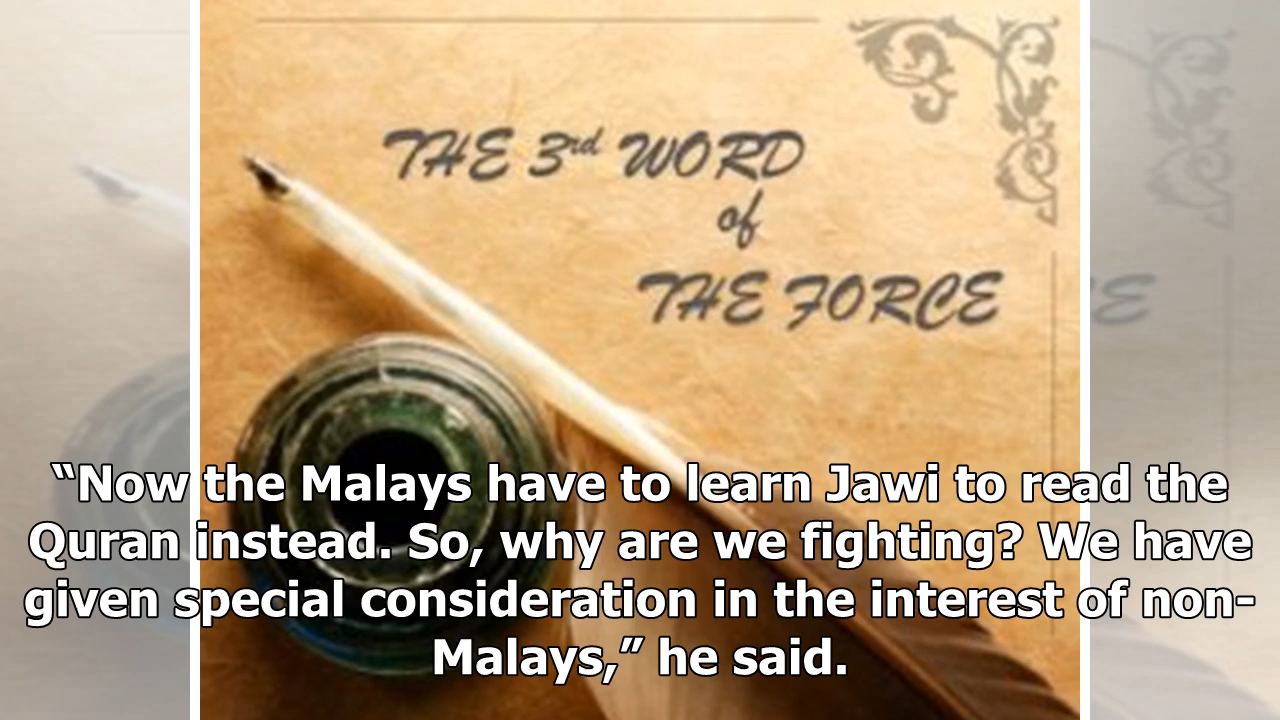 THE 3rd WORD
of
THE FORCE
“Now the Malays have to learn Jawi to read the
Quran instead. So, why are we fighting? We have
given special consideration in the interest of non-
Malays,” he said.